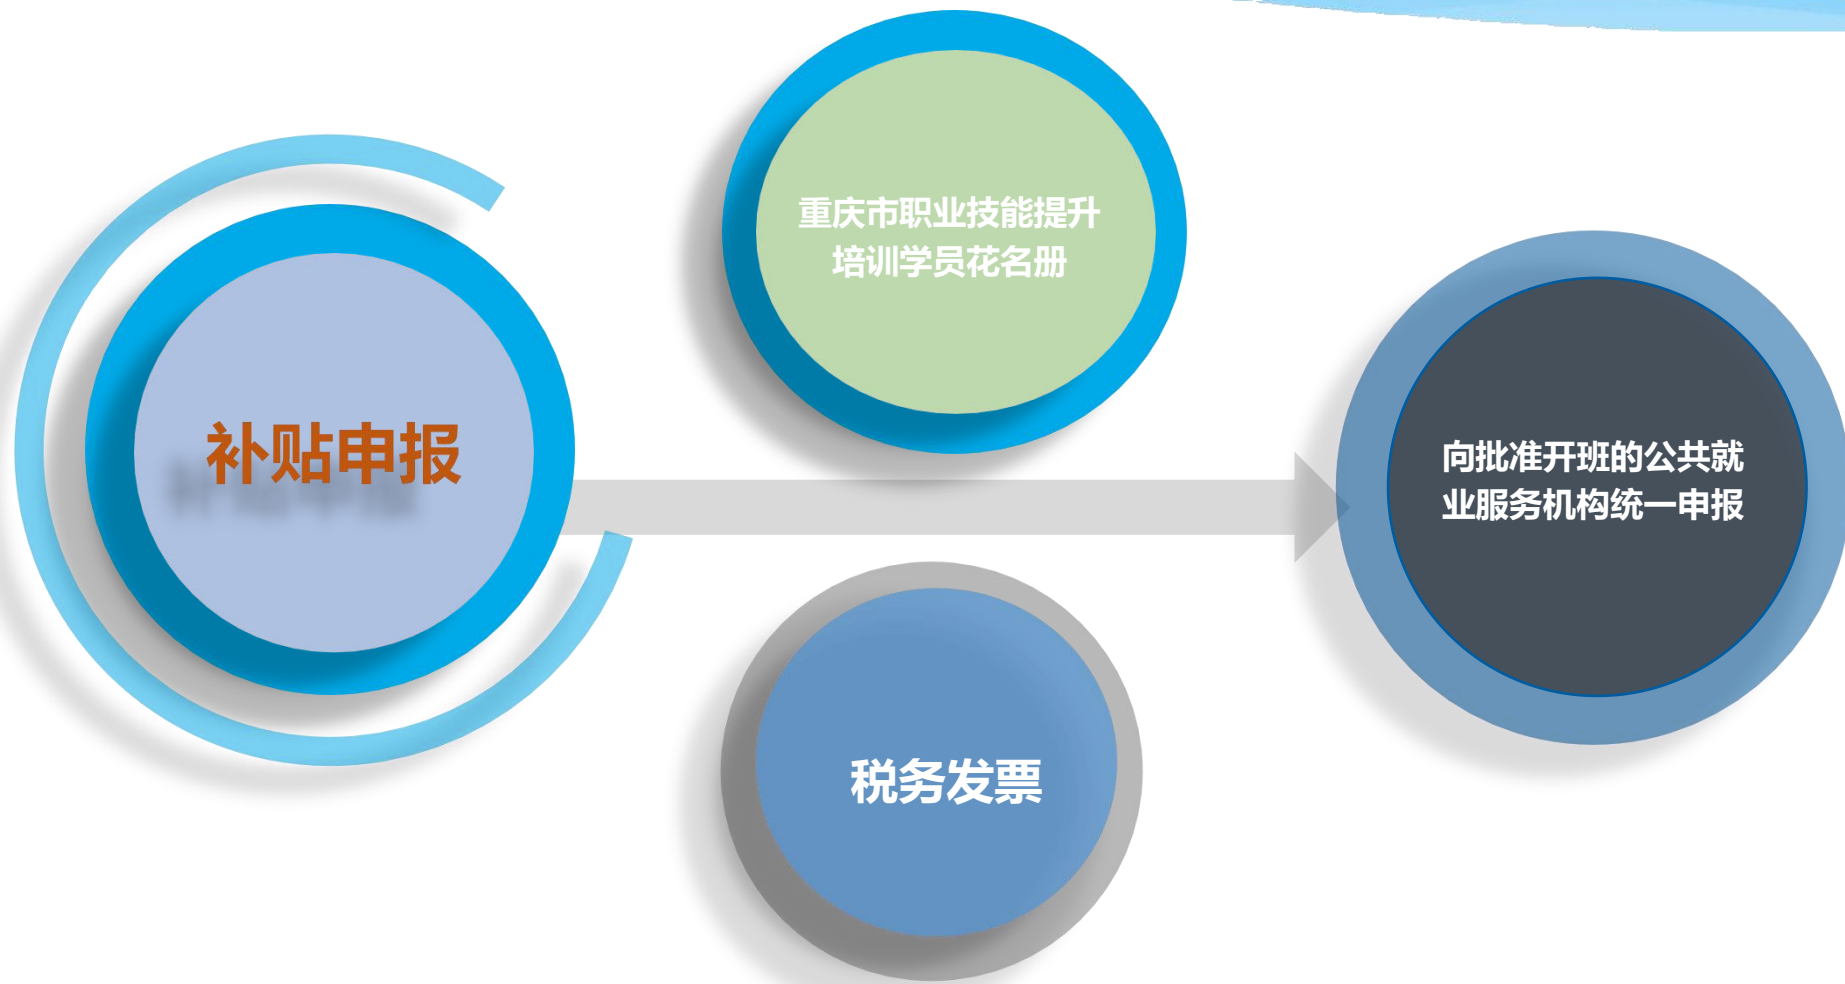 重庆市职业技能提升
培训学员花名册
补贴申报
向批准开班的公共就
业服务机构统一申报
税务发票